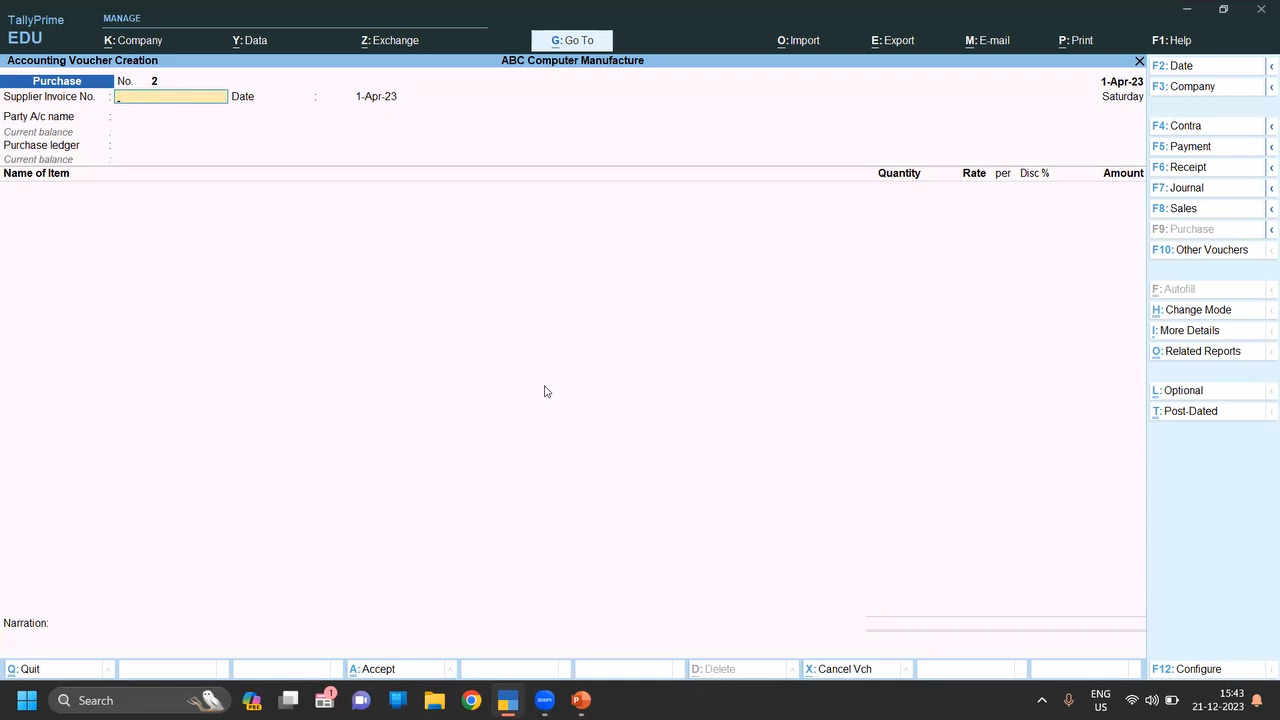 TallyPrime
EDU
MANAGE
K: Company
Y: Data
Z: Exchange
G: Go To
O: Import
E: Export
M: E-mail
P: Print
F1: Help
Accounting Voucher Creation
ABC Computer Manufacture
Purchase No. 2
1-Apr-23
Supplier Invoice No. :
Date : 1-Apr-23
Saturday
Party A/c name :
Current balance :
Purchase ledger :
Current balance :
Name of Item Quantity Rate per Disc % Amount
Narration:
F2: Date
F3: Company
F4: Contra
F5: Payment
F6: Receipt
F7: Journal
F8: Sales
F9: Purchase
F10: Other Vouchers
F: Autofill
H: Change Mode
I: More Details
O: Related Reports
L: Optional
T: Post-Dated
Q: Quit
A: Accept
D: Delete
X: Cancel Vch
F12: Configure
Search
PRE
1
zoom
P
ENG
US
15:43
21-12-2023